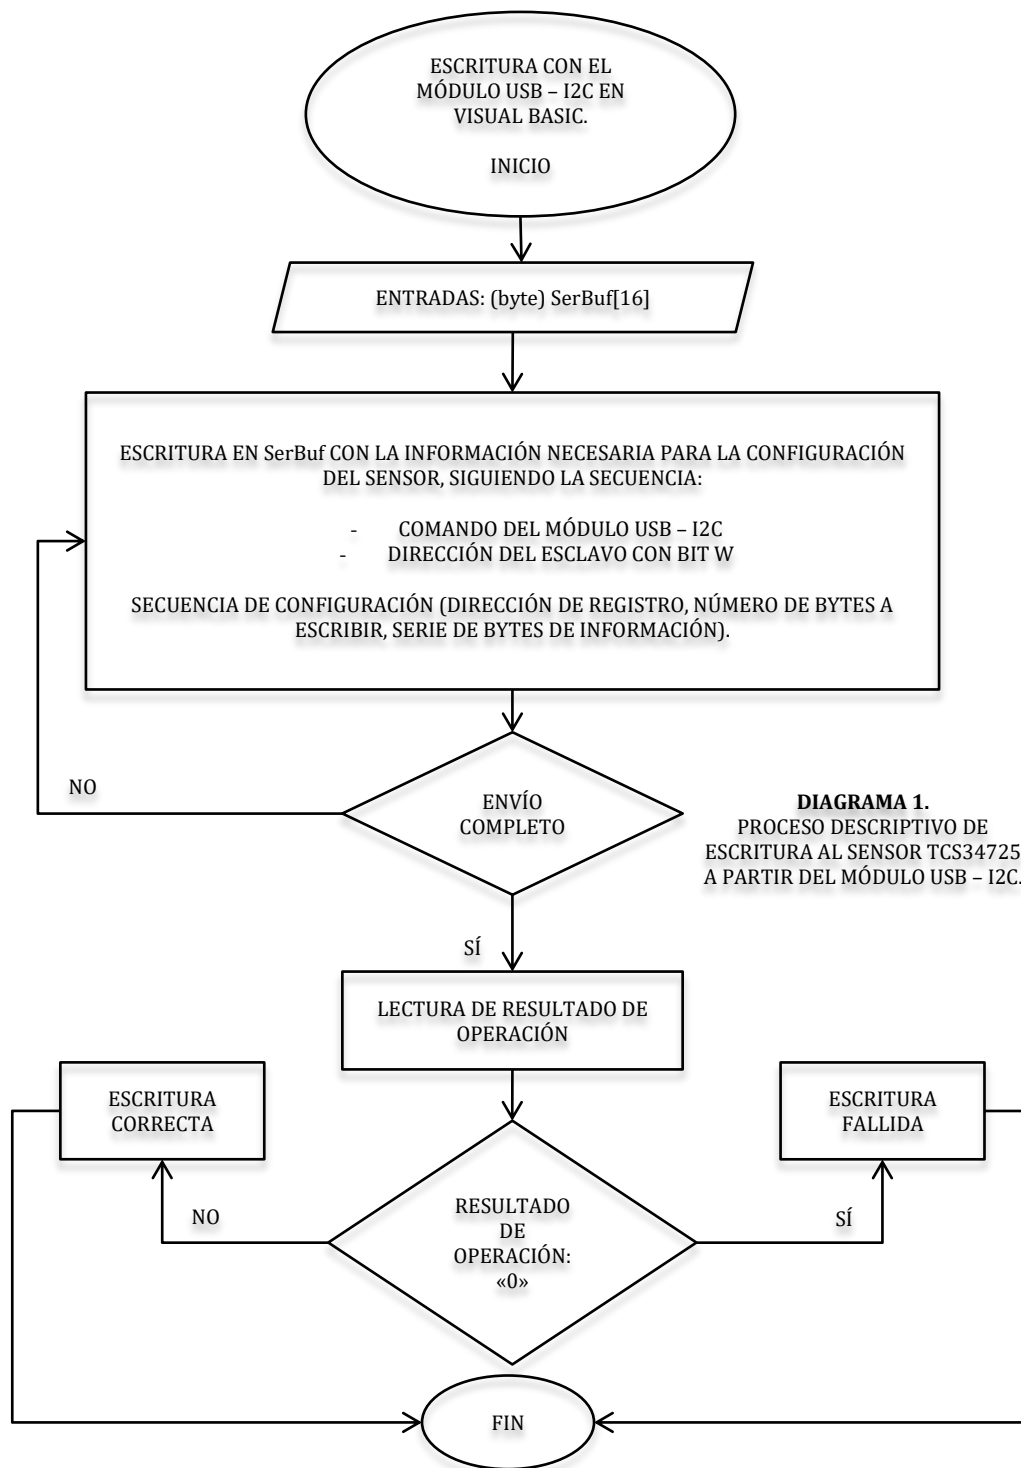 ESCRITURA CON EL
MÓDULO USB – I2C EN
VISUAL BASIC.
INICIO
ENTRADAS: (byte) SerBuf[16]
ESCRITURA EN SerBuf CON LA INFORMACIÓN NECESARIA PARA LA CONFIGURACIÓN
DEL SENSOR, SIGUIENDO LA SECUENCIA:
- COMANDO DEL MÓDULO USB – I2C
- DIRECCIÓN DEL ESCLAVO CON BIT W
SECUENCIA DE CONFIGURACIÓN (DIRECCIÓN DE REGISTRO, NÚMERO DE BYTES A
ESCRIBIR, SERIE DE BYTES DE INFORMACIÓN).
NO
ENVÍO
COMPLETO
DIAGRAMA 1.
PROCESO DESCRIPTIVO DE
ESCRITURA AL SENSOR TCS34725
A PARTIR DEL MÓDULO USB – I2C.
SÍ
LECTURA DE RESULTADO DE
OPERACIÓN
ESCRITURA
CORRECTA
ESCRITURA
FALLIDA
NO
RESULTADO
DE
OPERACIÓN:
«0»
SÍ
FIN